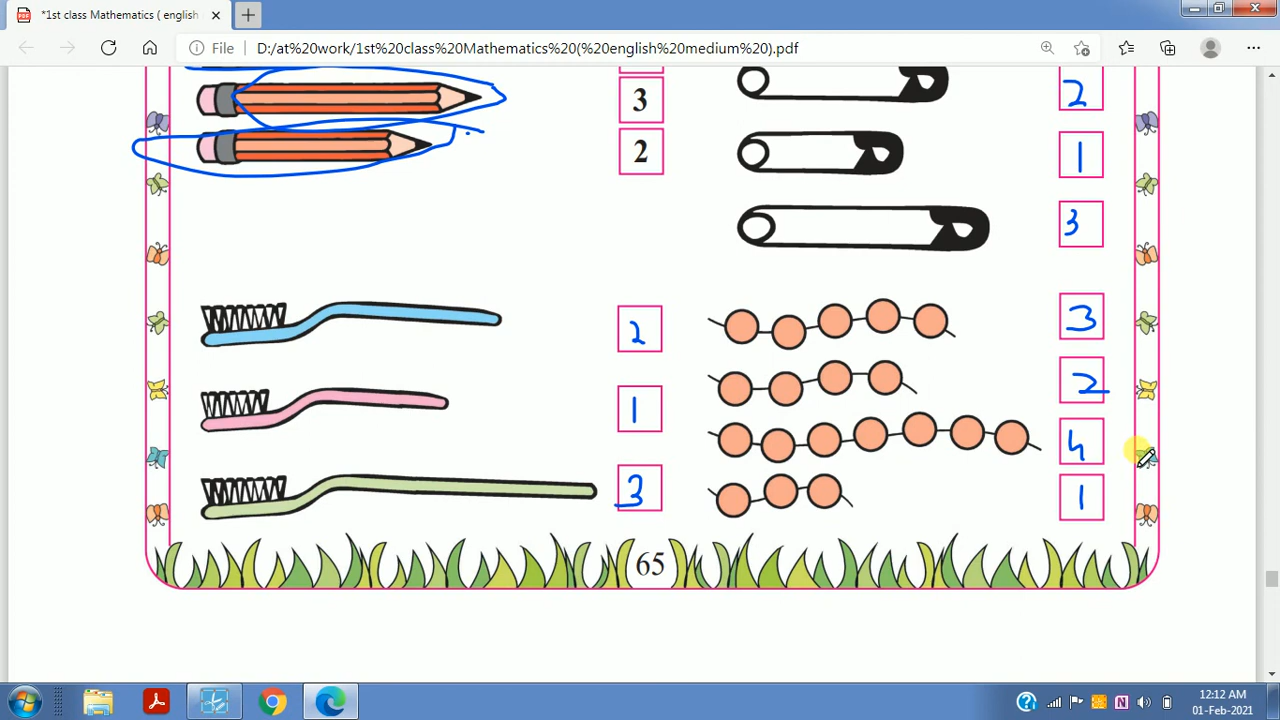 *1st class Mathematics ( english
File
D:/at%20work/1st%20class%20Mathematics%20(%20english%20medium%20).pdf
3
2
2
1
3
2
1
3
3
2
4
1
65
12:12 AM
01-Feb-2021